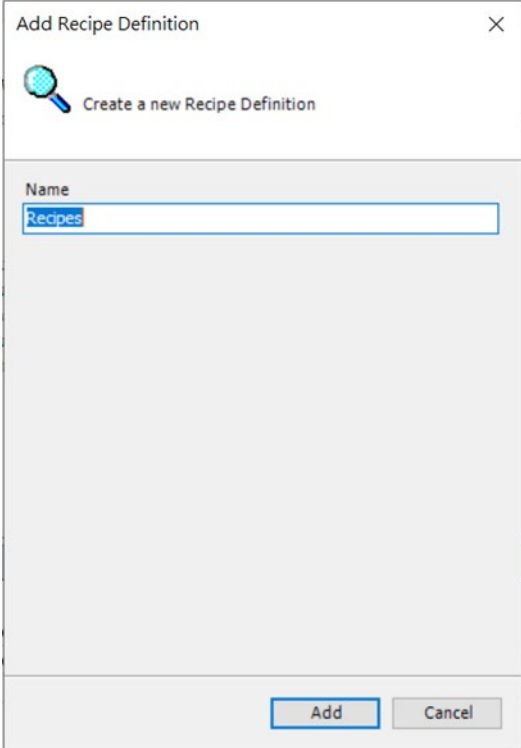 Add Recipe Definition
Create a new Recipe Definition
Name
Recipes
Add Cancel